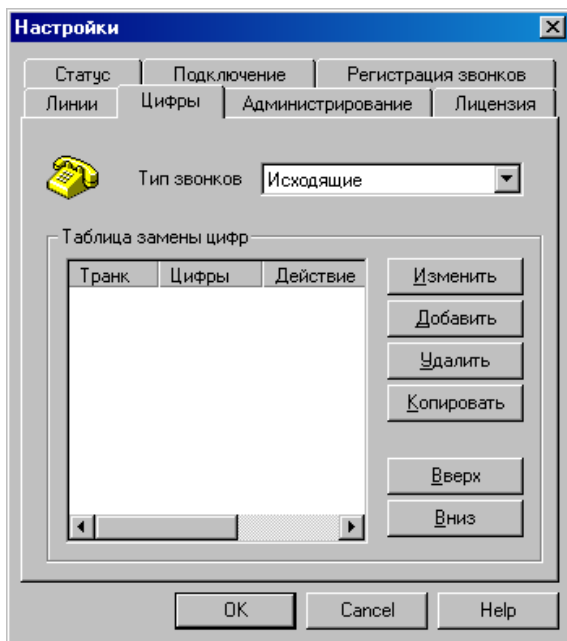 Настройки
Статус Подключение Регистрация звонков
Линии Цифры Администрирование Лицензия
Тип звонков Исходящие
Таблица замены цифр
Транк Цифры Действие
Изменить
Добавить
Удалить
Копировать
Вверх
Вниз
OK Cancel Help